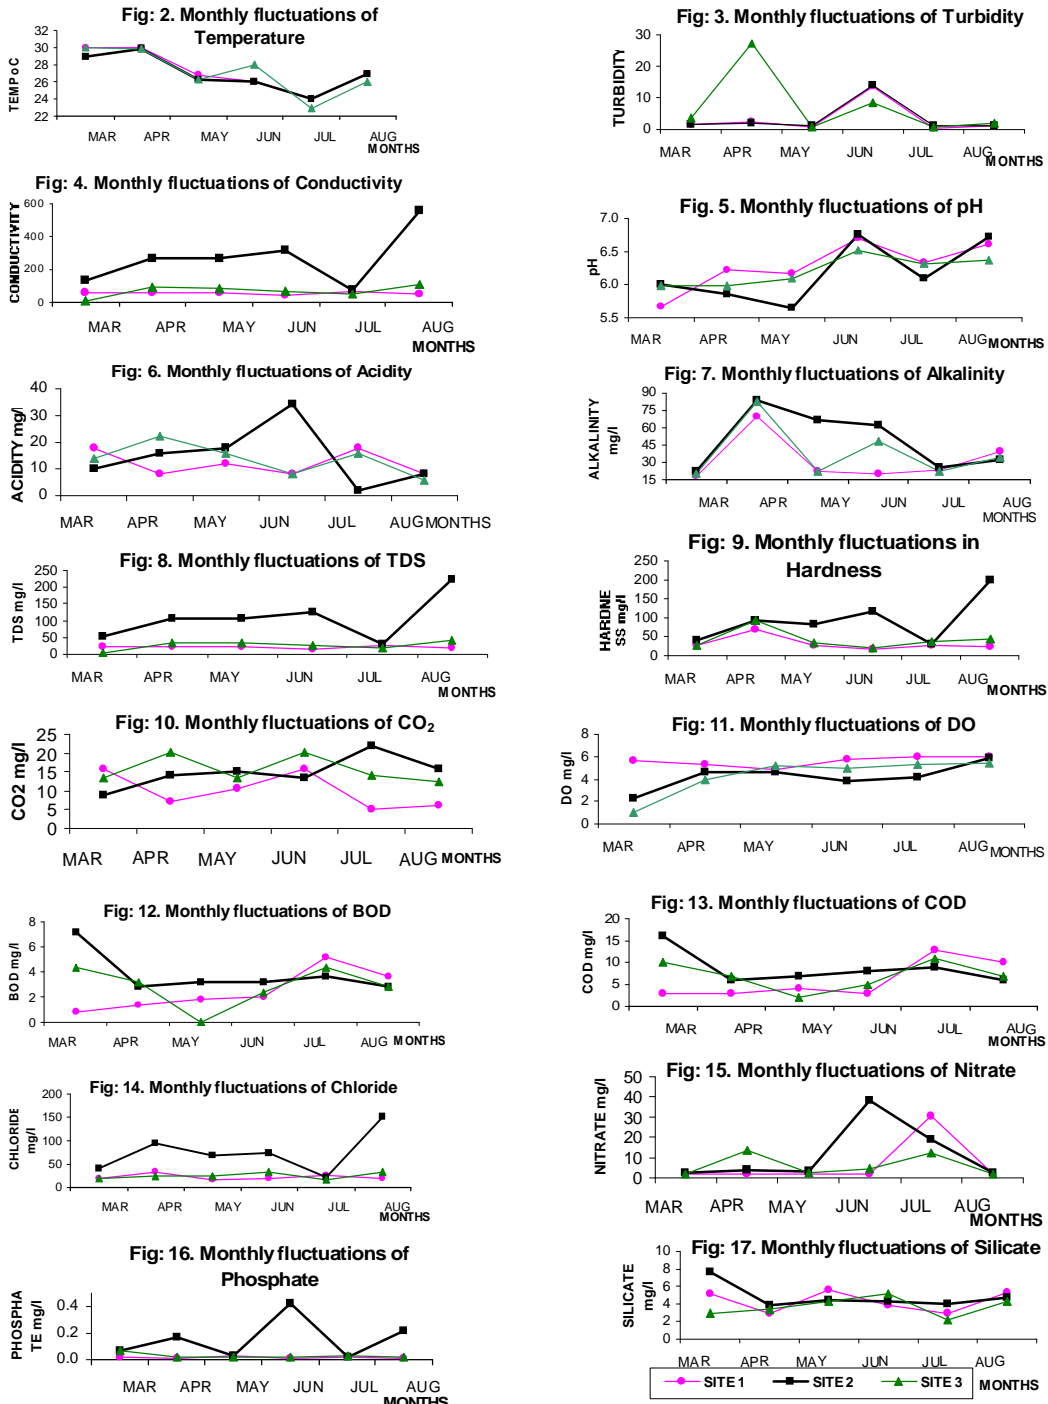 Fig: 2. Monthly fluctuations of
Temperature
TEMP oC
32
30
28
26
24
22
MAR APR MAY JUN JUL AUG
MONTHS
Fig: 3. Monthly fluctuations of Turbidity
TURBIDITY
30
20
10
0
MAR APR MAY JUN JUL AUG
MONTHS
Fig: 4. Monthly fluctuations of Conductivity
CONDUCTIVITY
600
400
200
0
MAR APR MAY JUN JUL AUG
MONTHS
Fig. 5. Monthly fluctuations of pH
pH
7.0
6.5
6.0
5.5
MAR APR MAY JUN JUL AUG
MONTHS
Fig: 6. Monthly fluctuations of Acidity
ACIDITY mg/l
40
30
20
10
0
MAR APR MAY JUN JUL AUG MONTHS
Fig: 7. Monthly fluctuations of Alkalinity
ALKALINITY
mg/l
90
75
60
45
30
15
MAR APR MAY JUN JUL AUG
MONTHS
Fig: 8. Monthly fluctuations of TDS
TDS mg/l
250
200
150
100
50
0
MAR APR MAY JUN JUL AUG
MONTHS
Fig: 9. Monthly fluctuations in
Hardness
HARDNE
SS mg/l
250
200
150
100
50
0
MAR APR MAY JUN JUL AUG
MONTHS
Fig: 10. Monthly fluctuations of CO₂
CO2 mg/l
25
20
15
10
5
0
MAR APR MAY JUN JUL AUG MONTHS
Fig: 11. Monthly fluctuations of DO
DO mg/l
8
6
4
2
0
MAR APR MAY JUN JUL AUG MONTHS
Fig: 12. Monthly fluctuations of BOD
BOD mg/l
8
6
4
2
0
MAR APR MAY JUN JUL AUG MONTHS
Fig: 13. Monthly fluctuations of COD
COD mg/l
20
15
10
5
0
MAR APR MAY JUN JUL AUG
MONTHS
Fig: 14. Monthly fluctuations of Chloride
CHLORIDE
mg/l
200
150
100
50
0
MAR APR MAY JUN JUL AUG
MONTHS
Fig: 15. Monthly fluctuations of Nitrate
NITRATE mg/l
50
40
30
20
10
0
MAR APR MAY JUN JUL AUG
MONTHS
Fig: 16. Monthly fluctuations of
Phosphate
PHOSPHA
TE mg/l
0.4
0.2
0.0
MAR APR MAY JUN JUL AUG
MONTHS
Fig: 17. Monthly fluctuations of Silicate
SILICATE
mg/l
10
8
6
4
2
0
MAR APR MAY JUN JUL AUG
SITE 1 SITE 2 SITE 3 MONTHS